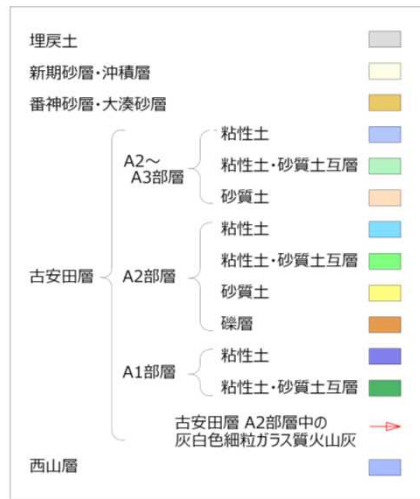 埋戻土
新期砂層・沖積層
番神砂層・大湊砂層
古安田層
A2～
A3部層
粘性土
粘性土・砂質土互層
砂質土
A2部層
粘性土
粘性土・砂質土互層
砂質土
礫層
A1部層
粘性土
粘性土・砂質土互層
古安田層 A2部層中の
灰白色細粒ガラス質火山灰
西山層